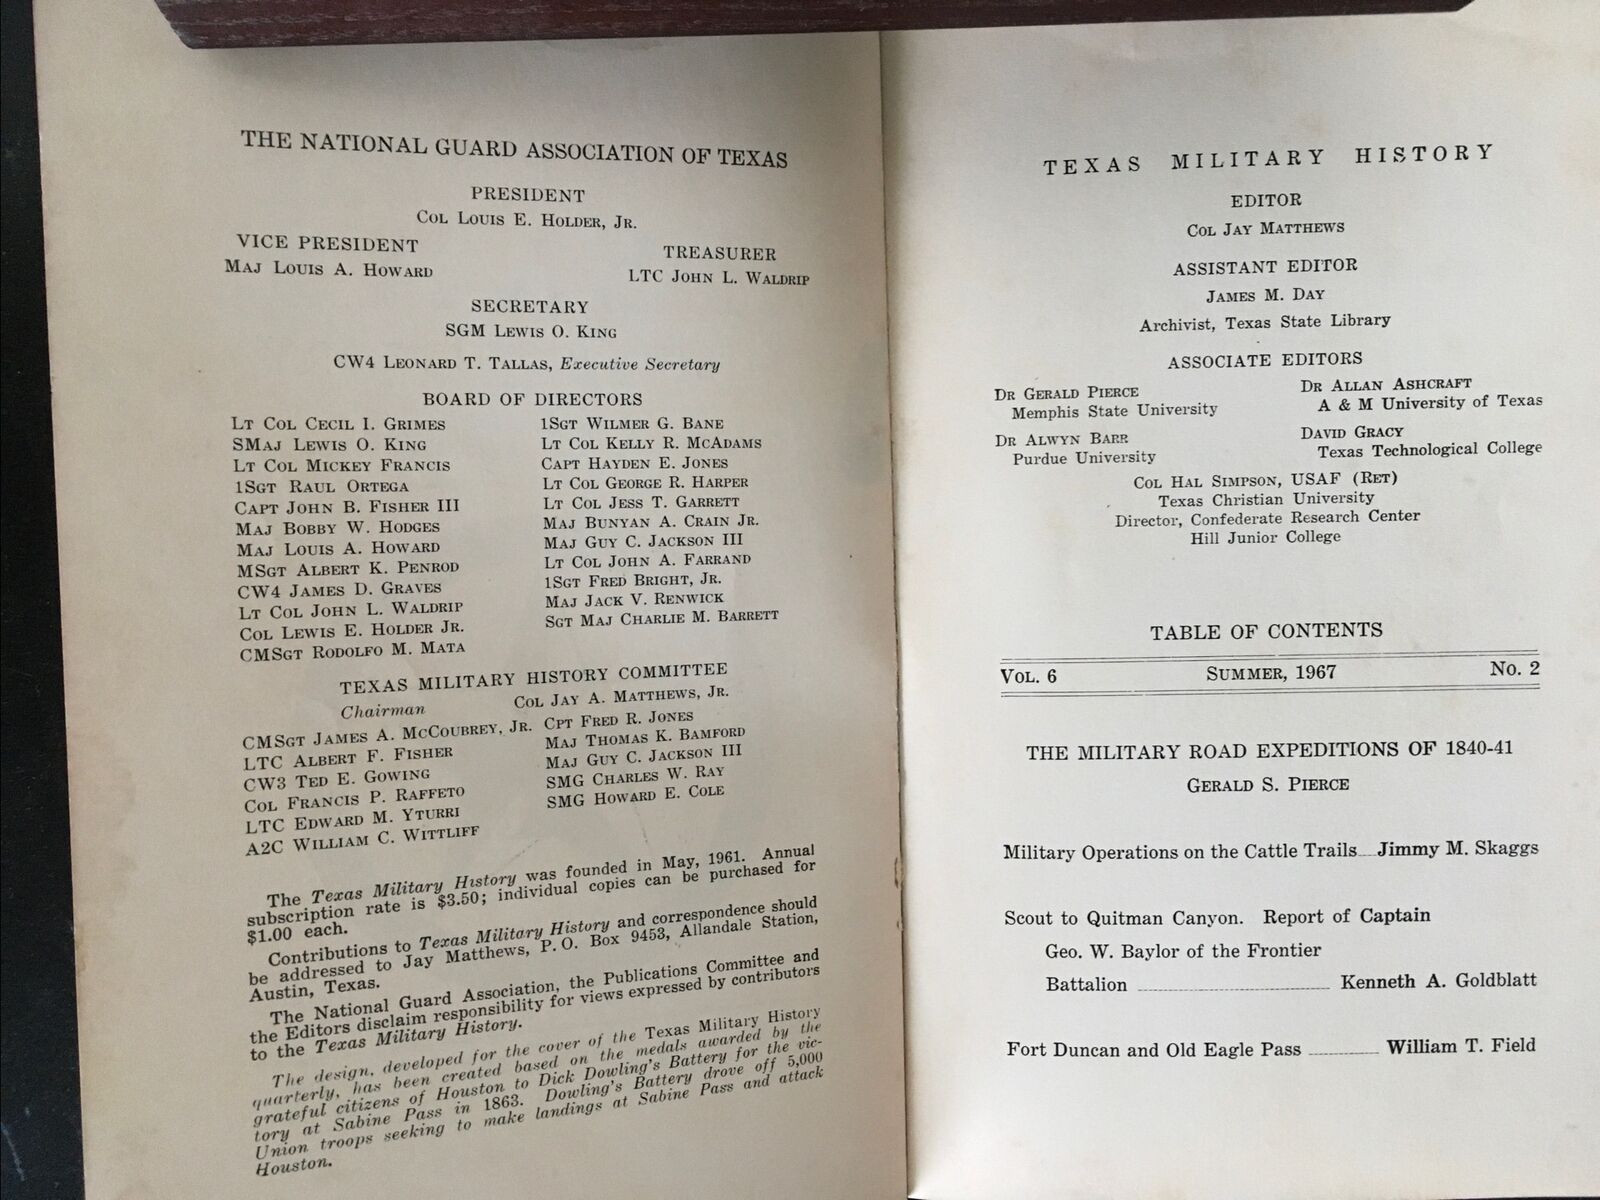 THE NATIONAL GUARD ASSOCIATION OF TEXAS
PRESIDENT
COL LOUIS E. HOLDER, JR.
VICE PRESIDENT
MAJ LOUIS A. HOWARD
TREASURER
LTC JOHN L. WALDRIP
SECRETARY
SGM LEWIS O. KING
CW4 LEONARD T. TALLAS, Executive Secretary
BOARD OF DIRECTORS
LT COL CECIL I. GRIMES
SMAJ LEWIS O. KING
LT COL MICKEY FRANCIS
1SGT RAUL ORTEGA
CAPT JOHN B. FISHER III
MAJ BOBBY W. HODGES
MAJ LOUIS A. HOWARD
MSGT ALBERT K. PENROD
CW4 JAMES D. GRAVES
LT COL JOHN L. WALDRIP
COL LEWIS E. HOLDER JR.
CMSGT RODOLFO M. MATA
1SGT WILMER G. BANE
LT COL KELLY R. MCADAMS
CAPT HAYDEN E. JONES
LT COL GEORGE R. HARPER
LT COL JESS T. GARRETT
MAJ BUNYAN A. CRAIN JR.
MAJ GUY C. JACKSON III
LT COL JOHN A. FARRAND
1SGT FRED BRIGHT, JR.
MAJ JACK V. RENWICK
SGT MAJ CHARLIE M. BARRETT
TEXAS MILITARY HISTORY COMMITTEE
Chairman COL JAY A. MATTHEWS, JR.
CMSGT JAMES A. MCCOUBREY, JR.
LTC ALBERT F. FISHER
CW3 TED E. GOWING
COL FRANCIS P. RAFFETO
LTC EDWARD M. YTURRI
A2C WILLIAM C. WITTLIFF
CPT FRED R. JONES
MAJ THOMAS K. BAMFORD
MAJ GUY C. JACKSON III
SMG CHARLES W. RAY
SMG HOWARD E. COLE
The Texas Military History was founded in May, 1961. Annual
subscription rate is $3.50; individual copies can be purchased for
$1.00 each.
Contributions to Texas Military History and correspondence should
be addressed to Jay Matthews, P.O. Box 9453, Allandale Station,
Austin, Texas.
The National Guard Association, the Publications Committee and
the Editors disclaim responsibility for views expressed by contributors
to the Texas Military History.
The design, developed for the cover of the Texas Military History
quarterly, has been created based on the medals awarded by the
grateful citizens of Houston to Dick Dowling's Battery for the vic-
tory at Sabine Pass in 1863. Dowling's Battery drove off 5,000
Union troops seeking to make landings at Sabine Pass and attack
Houston.
TEXAS MILITARY HISTORY
EDITOR
COL JAY MATTHEWS
ASSISTANT EDITOR
JAMES M. DAY
Archivist, Texas State Library
ASSOCIATE EDITORS
DR GERALD PIERCE
Memphis State University
DR ALLAN ASHCRAFT
A & M University of Texas
DR ALWYN BARR
Purdue University
DAVID GRACY
Texas Technological College
COL HAL SIMPSON, USAF (RET)
Texas Christian University
Director, Confederate Research Center
Hill Junior College
TABLE OF CONTENTS
VOL. 6 SUMMER, 1967 NO. 2
THE MILITARY ROAD EXPEDITIONS OF 1840-41
GERALD S. PIERCE
Military Operations on the Cattle Trails Jimmy M. Skaggs
Scout to Quitman Canyon. Report of Captain
Geo. W. Baylor of the Frontier
Battalion Kenneth A. Goldblatt
Fort Duncan and Old Eagle Pass William T. Field